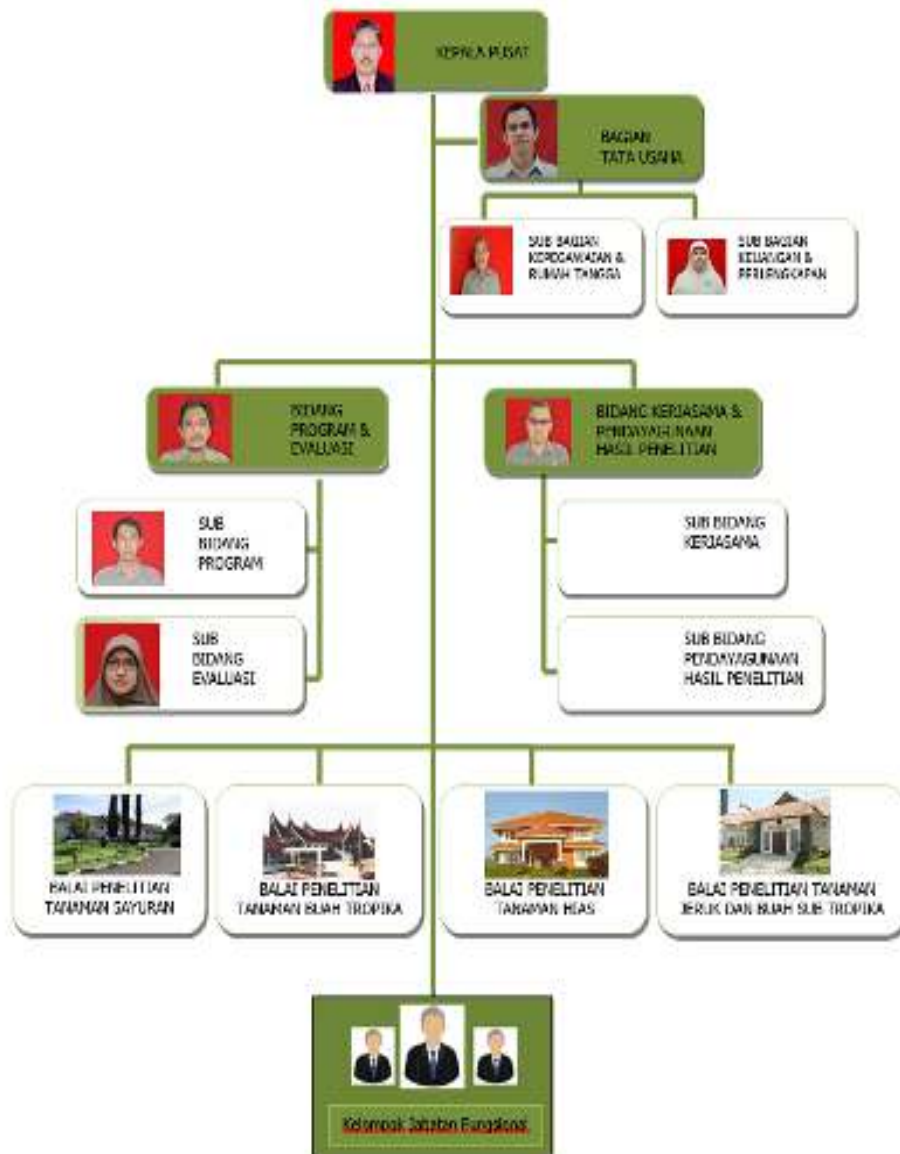 KEPALA PUSAT
BAGIAN
TATA USAHA
SUB BAGIAN
KEPEGAWAIAN &
RUMAH TANGGA
SUB BAGIAN
KEUANGAN &
PERLENGKAPAN
BIDANG
PROGRAM &
EVALUASI
BIDANG KERJASAMA &
PENDAYAGUNAAN
HASIL PENELITIAN
SUB
BIDANG
PROGRAM
SUB BIDANG
KERJASAMA
SUB
BIDANG
EVALUASI
SUB BIDANG
PENDAYAGUNAAN
HASIL PENELITIAN
BALAI PENELITIAN
TANAMAN SAYURAN
BALAI PENELITIAN
TANAMAN BUAH TROPIKA
BALAI PENELITIAN
TANAMAN HIAS
BALAI PENELITIAN TANAMAN
JERUK DAN BUAH SUB TROPIKA
Kelompok Jabatan Fungsional